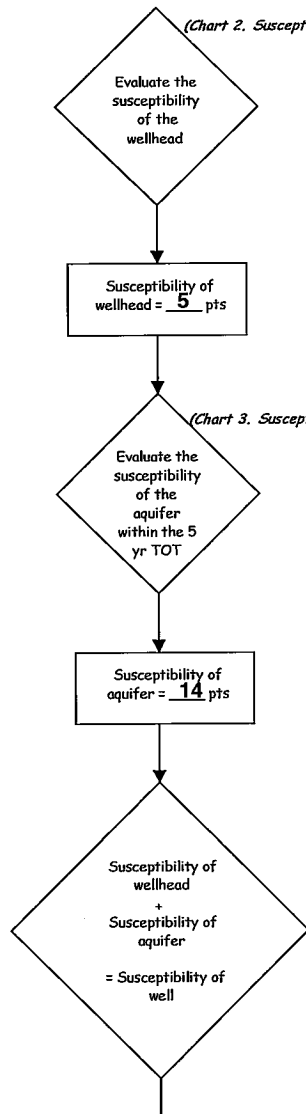 (Chart 2. Suscept
Evaluate the
susceptibility
of the
wellhead
Susceptibility of
wellhead = 5 pts
(Chart 3. Suscept
Evaluate the
susceptibility
of the
aquifer
within the 5
yr TOT
Susceptibility of
aquifer = 14 pts
Susceptibility of
wellhead
+
Susceptibility of
aquifer
= Susceptibility of
well